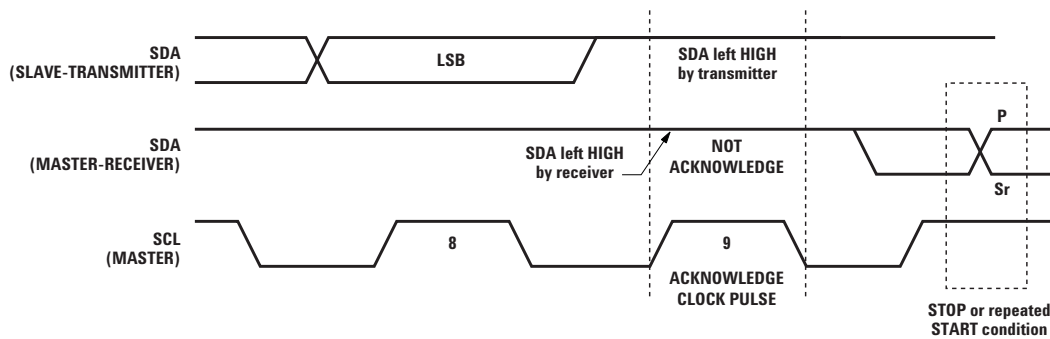 SDA
(SLAVE-TRANSMITTER)
LSB
SDA left HIGH
by transmitter
SDA
(MASTER-RECEIVER)
SDA left HIGH
by receiver
NOT
ACKNOWLEDGE
P
Sr
SCL
(MASTER)
8
9
ACKNOWLEDGE
CLOCK PULSE
STOP or repeated
START condition